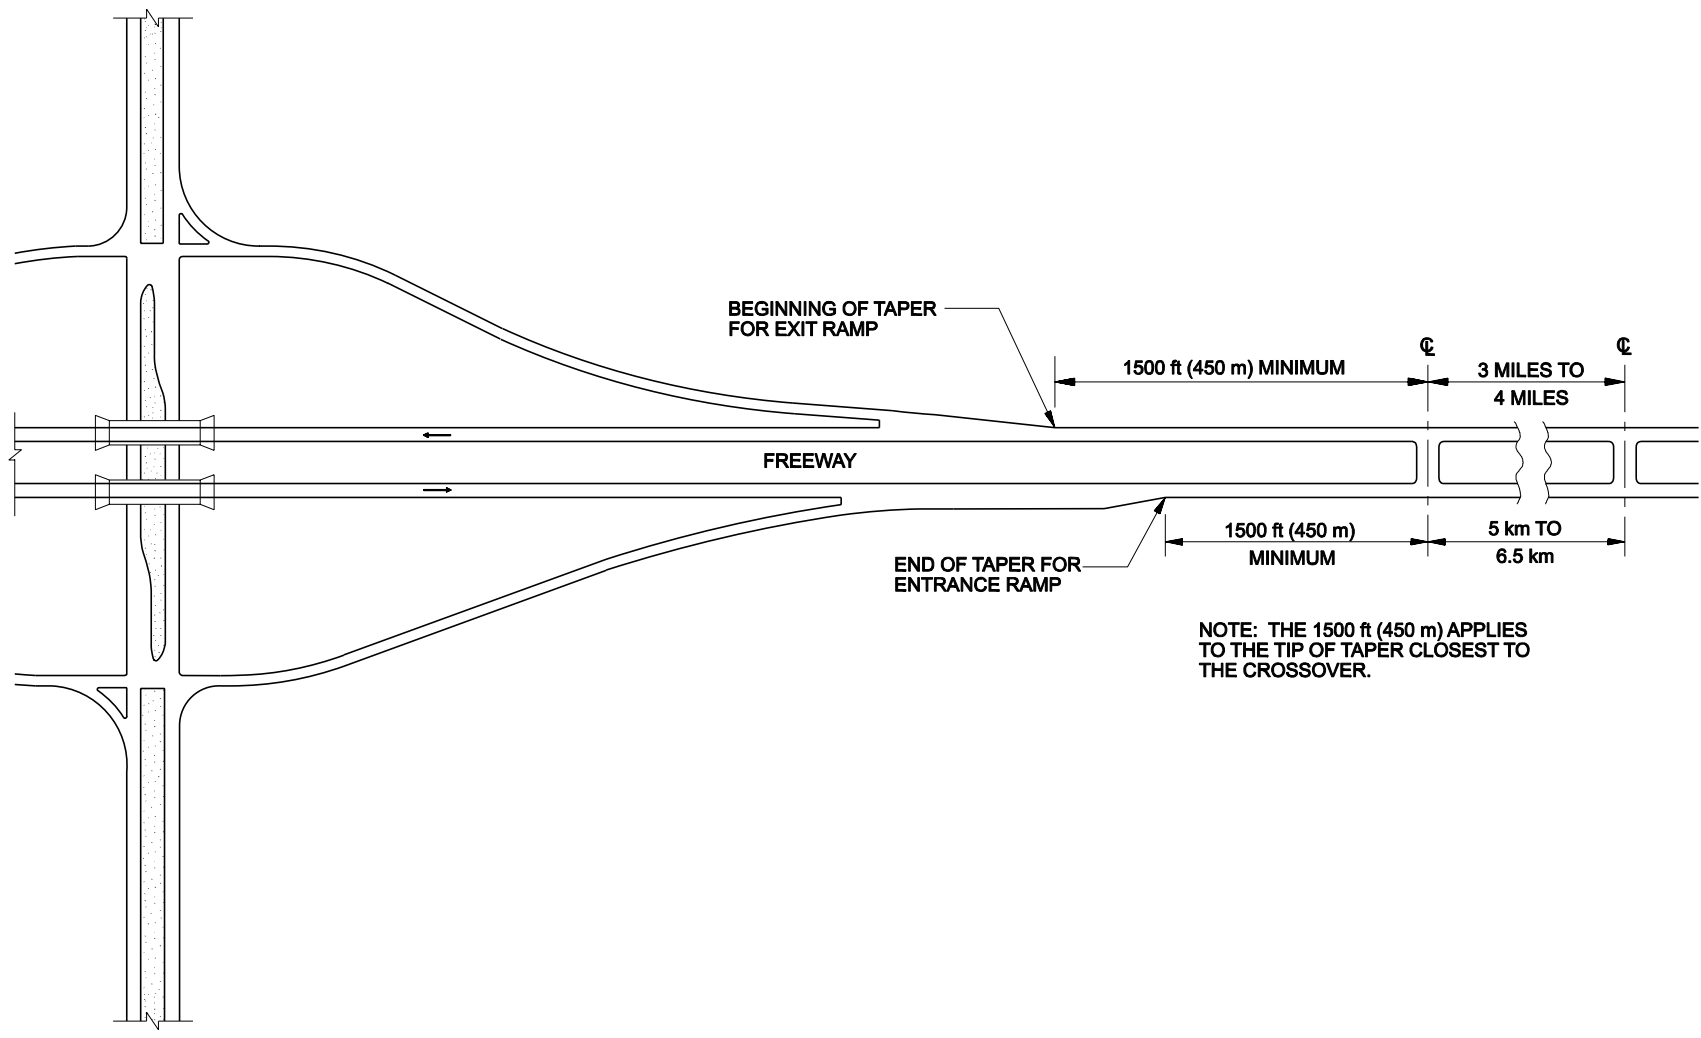 BEGINNING OF TAPER
FOR EXIT RAMP
℄
℄
1500 ft (450 m) MINIMUM
3 MILES TO
4 MILES
FREEWAY
1500 ft (450 m)
MINIMUM
5 km TO
6.5 km
END OF TAPER FOR
ENTRANCE RAMP
NOTE: THE 1500 ft (450 m) APPLIES
TO THE TIP OF TAPER CLOSEST TO
THE CROSSOVER.